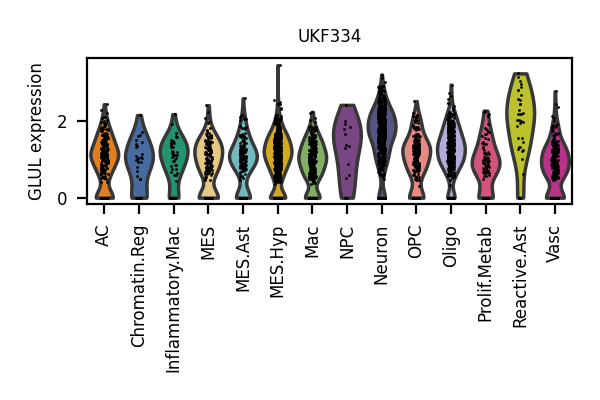 UKF334
GLUL expression
2
0
AC
Chromatin.Reg
Inflammatory.Mac
MES
MES.Ast
MES.Hyp
Mac
NPC
Neuron
OPC
Oligo
Prolif.Metab
Reactive.Ast
Vasc